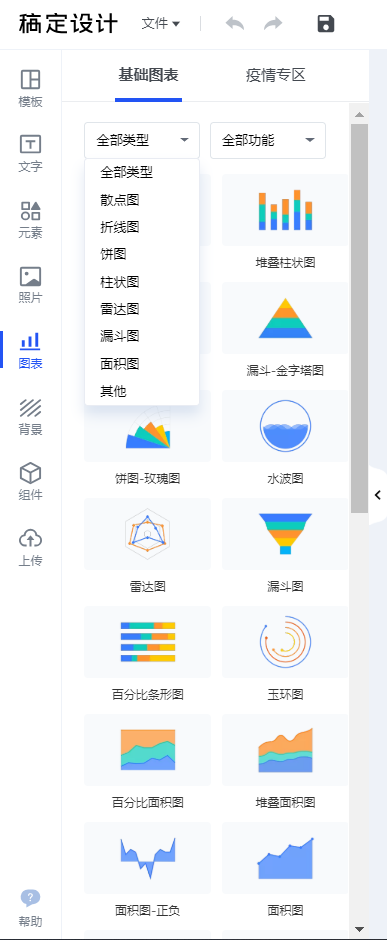 稿定设计
文件
基础图表
疫情专区
模板
文字
元素
照片
图表
背景
组件
上传
帮助
全部类型
全部功能
全部类型
散点图
折线图
饼图
柱状图
雷达图
漏斗图
面积图
其他
堆叠柱状图
漏斗-金字塔图
饼图-玫瑰图
水波图
雷达图
漏斗图
百分比条形图
玉环图
百分比面积图
堆叠面积图
面积图-正负
面积图